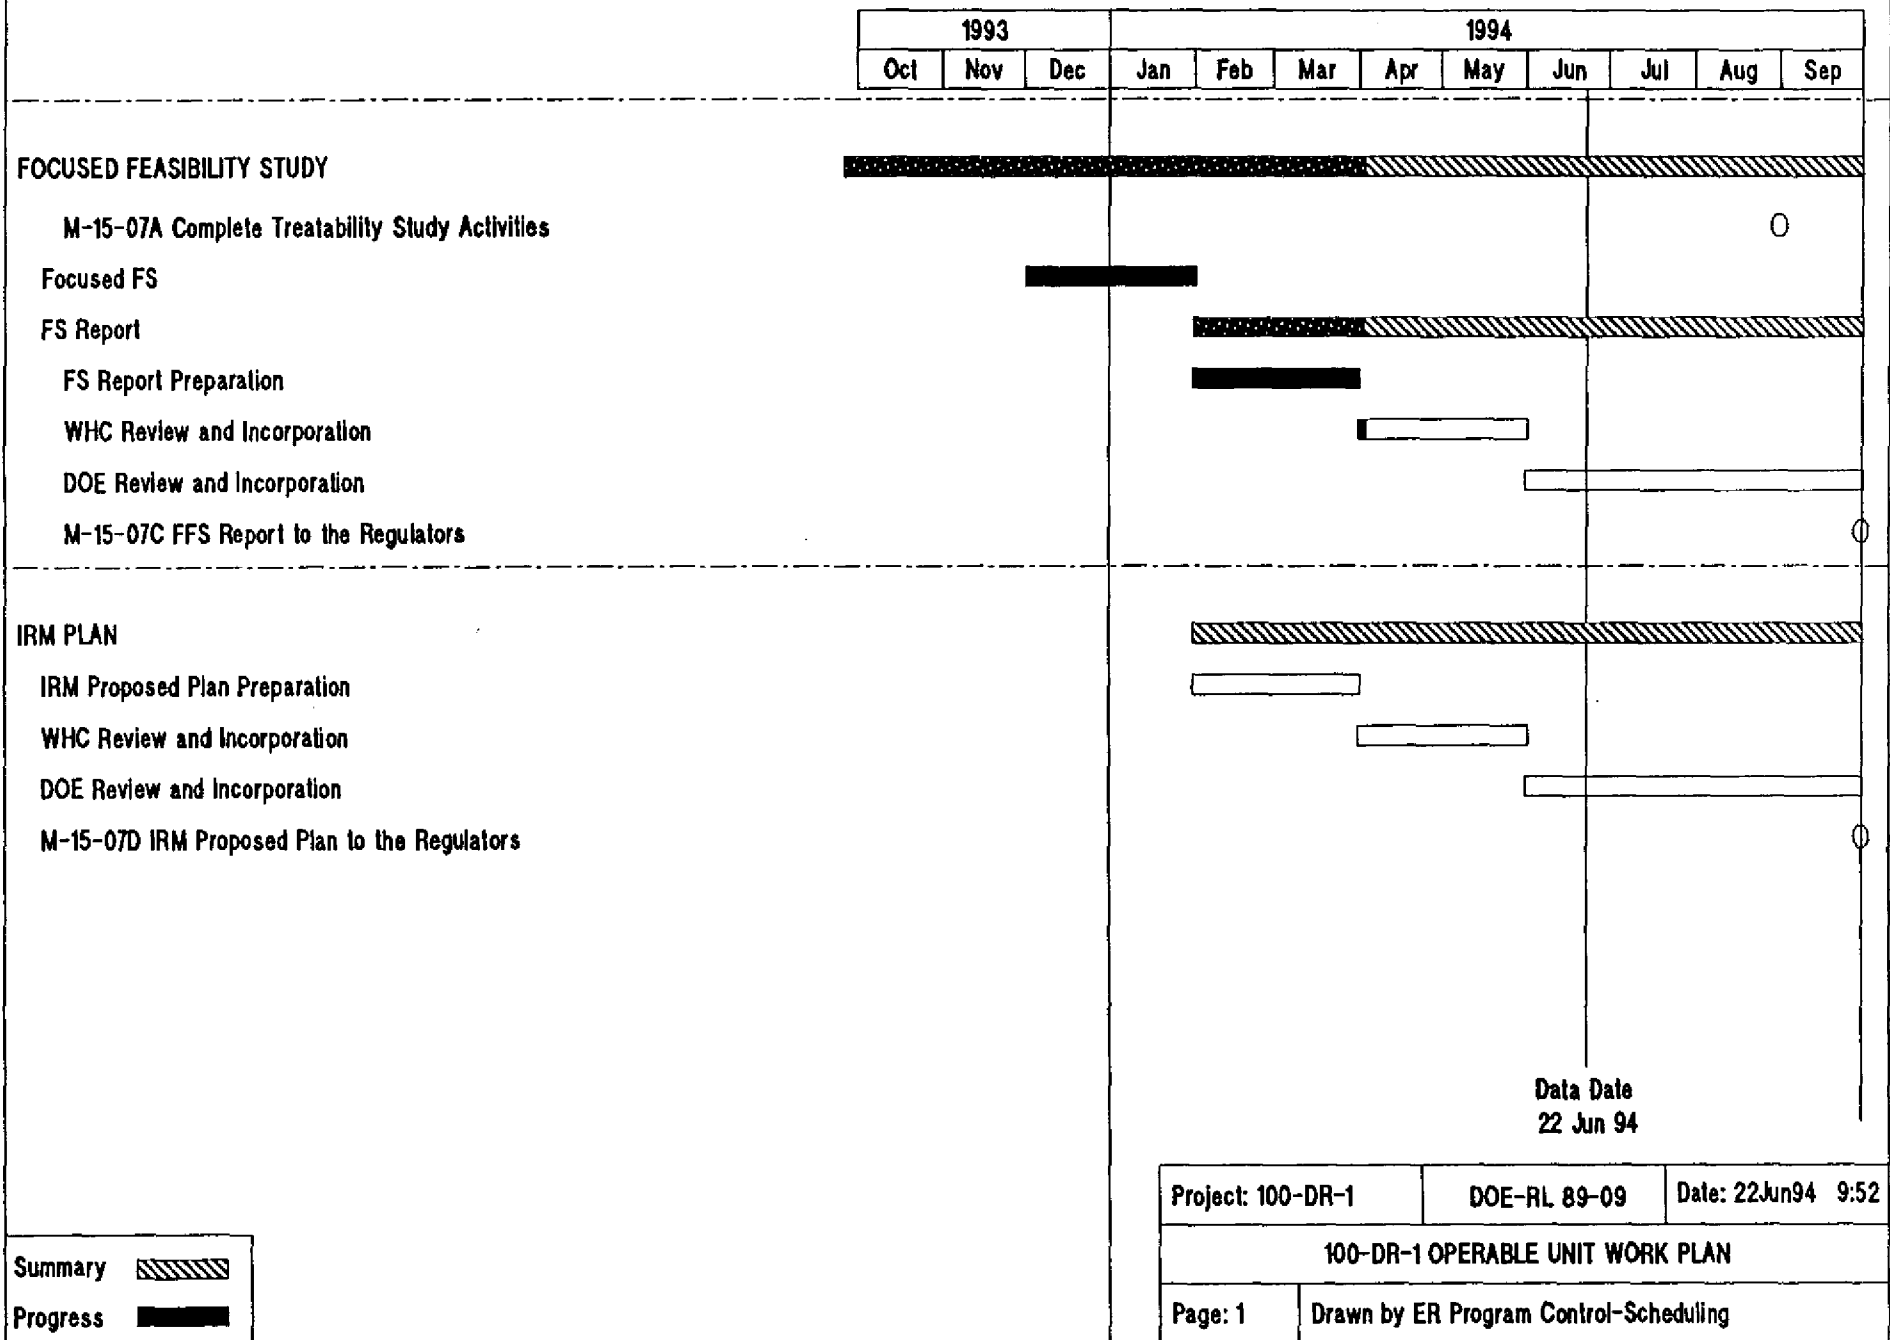 1993 1994
Oct Nov Dec Jan Feb Mar Apr May Jun Jul Aug Sep
FOCUSED FEASIBILITY STUDY
M-15-07A Complete Treatability Study Activities
Focused FS
FS Report
FS Report Preparation
WHC Review and Incorporation
DOE Review and Incorporation
M-15-07C FFS Report to the Regulators
IRM PLAN
IRM Proposed Plan Preparation
WHC Review and Incorporation
DOE Review and Incorporation
M-15-07D IRM Proposed Plan to the Regulators
Data Date
22 Jun 94
Project: 100-DR-1 DOE-RL 89-09 Date: 22Jun94 9:52
100-DR-1 OPERABLE UNIT WORK PLAN
Page: 1 Drawn by ER Program Control-Scheduling
Summary
Progress